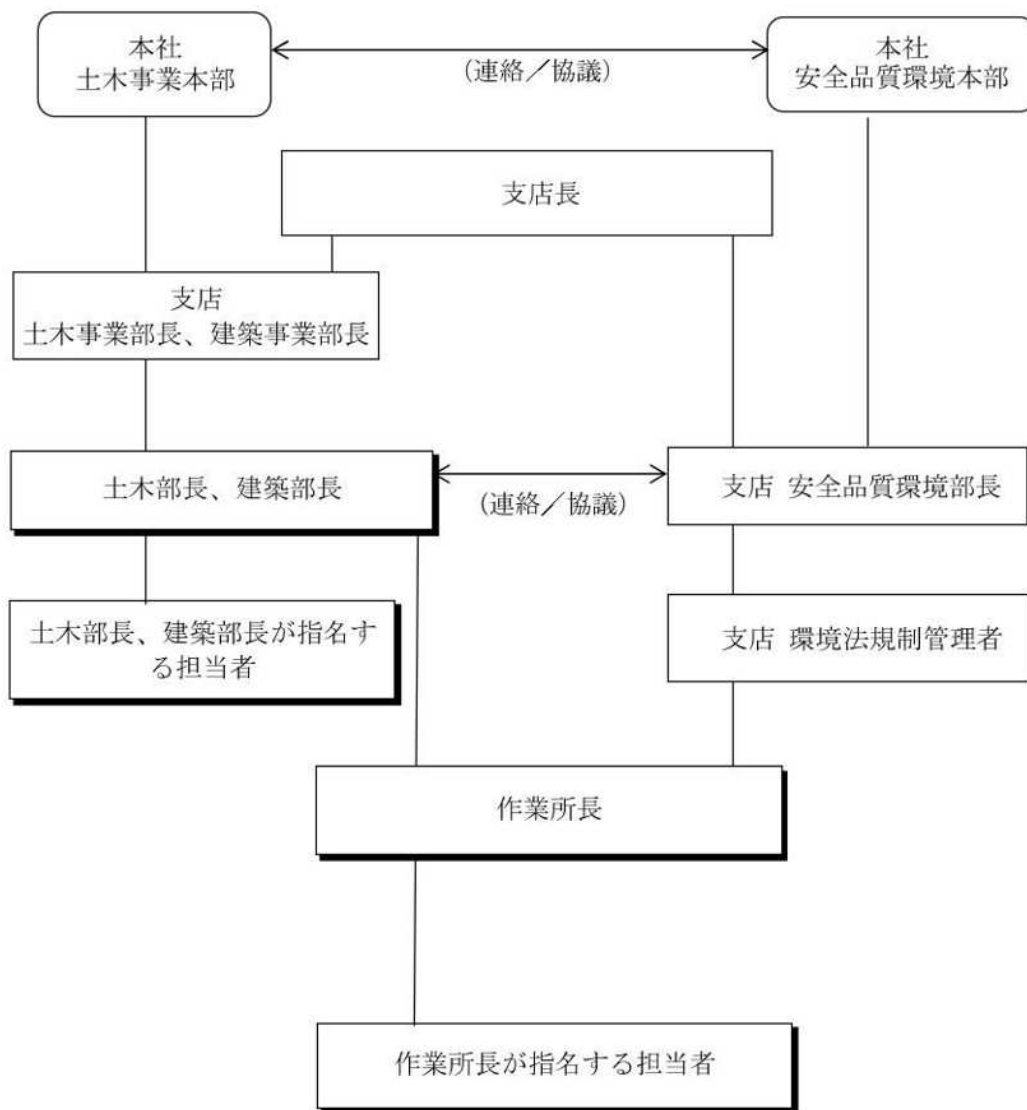 本社
土木事業本部
(連絡／協議)
本社
安全品質環境本部
支店長
支店
土木事業部長、建築事業部長
土木部長、建築部長
(連絡／協議)
支店 安全品質環境部長
土木部長、建築部長が指名す
る担当者
支店 環境法規制管理者
作業所長
作業所長が指名する担当者